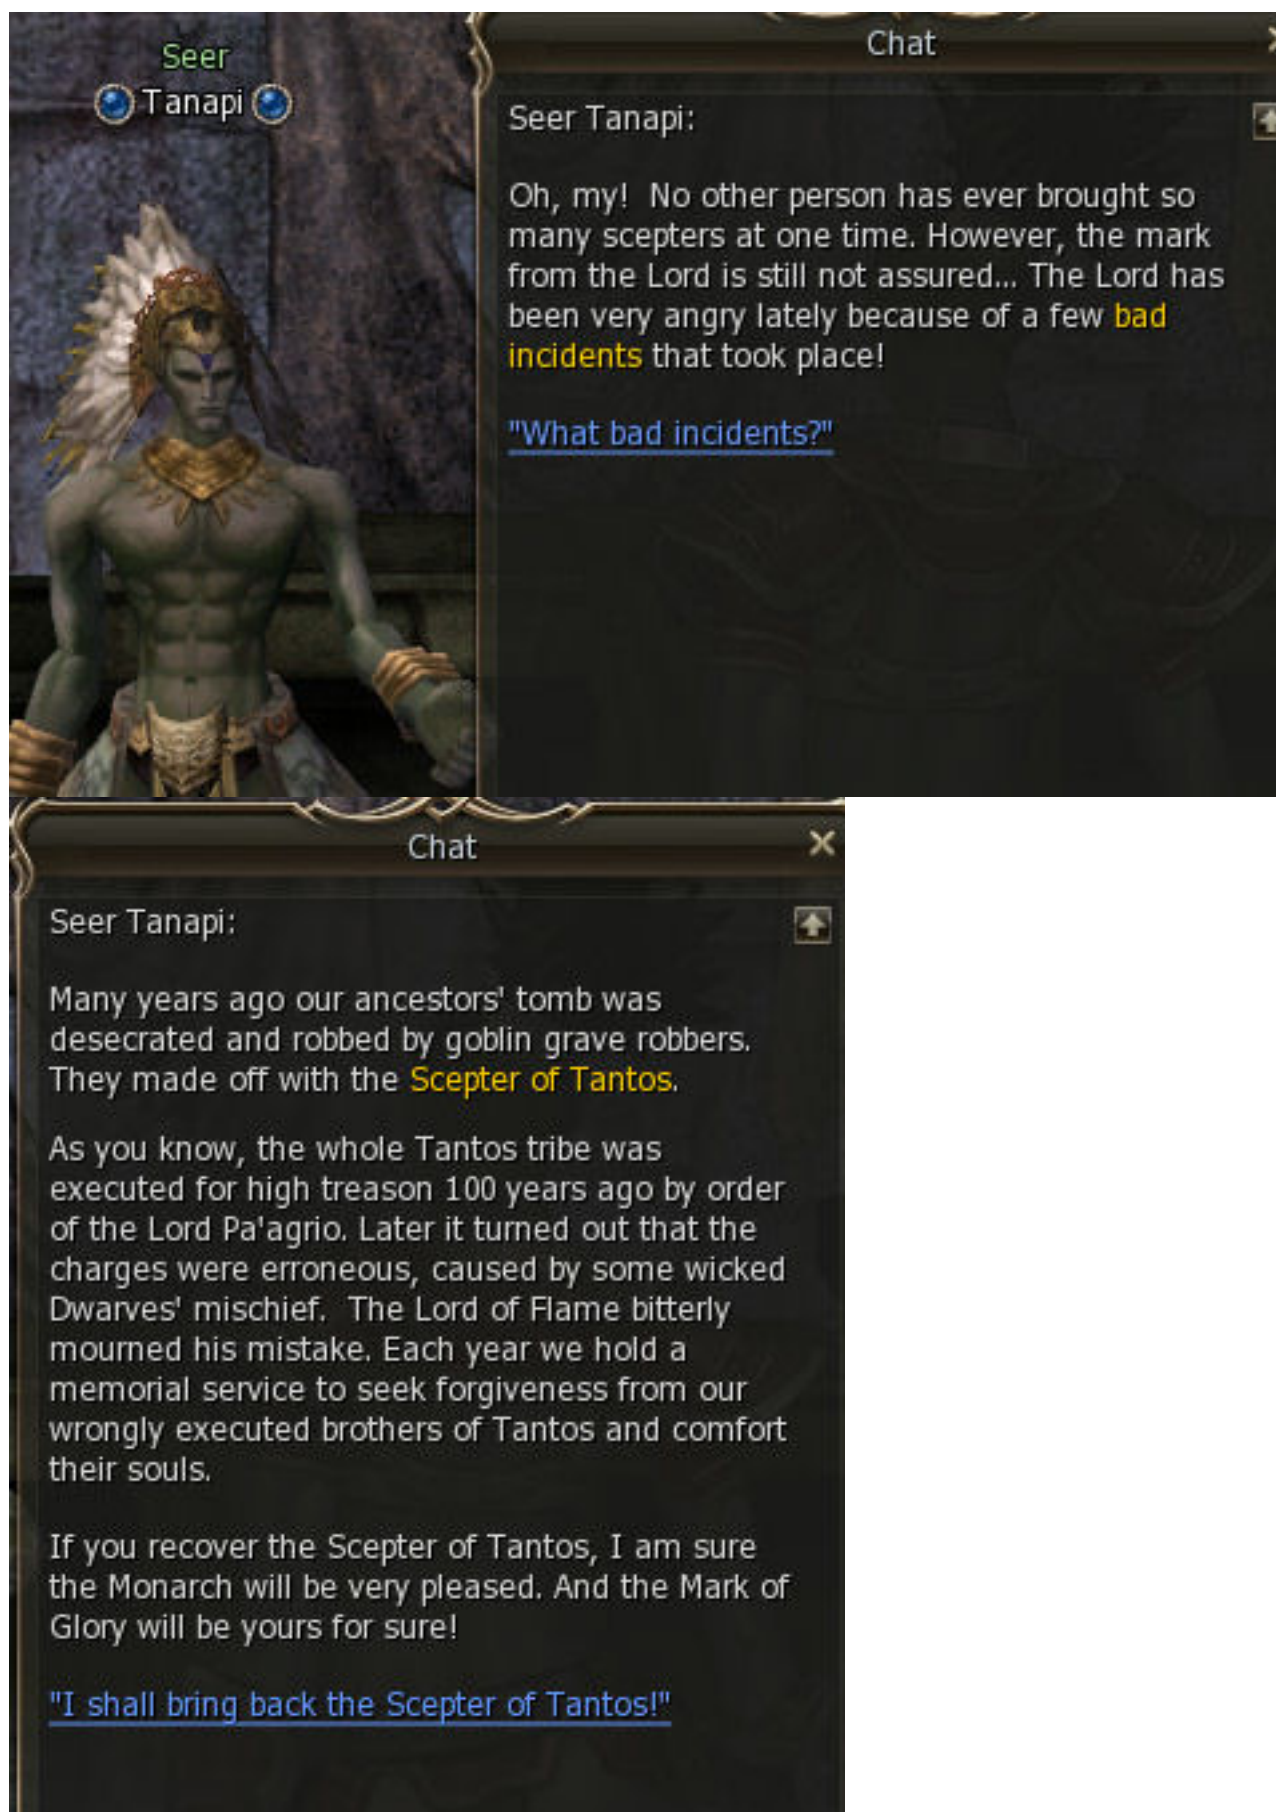 Seer
Tanapi
Chat
Seer Tanapi:
Oh, my!  No other person has ever brought so
many scepters at one time. However, the mark
from the Lord is still not assured... The Lord has
been very angry lately because of a few bad
incidents that took place!
"What bad incidents?"
Chat
Seer Tanapi:
Many years ago our ancestors' tomb was
desecrated and robbed by goblin grave robbers.
They made off with the Scepter of Tantos.
As you know, the whole Tantos tribe was
executed for high treason 100 years ago by order
of the Lord Pa'agrio. Later it turned out that the
charges were erroneous, caused by some wicked
Dwarves' mischief.  The Lord of Flame bitterly
mourned his mistake. Each year we hold a
memorial service to seek forgiveness from our
wrongly executed brothers of Tantos and comfort
their souls.
If you recover the Scepter of Tantos, I am sure
the Monarch will be very pleased. And the Mark of
Glory will be yours for sure!
"I shall bring back the Scepter of Tantos!"